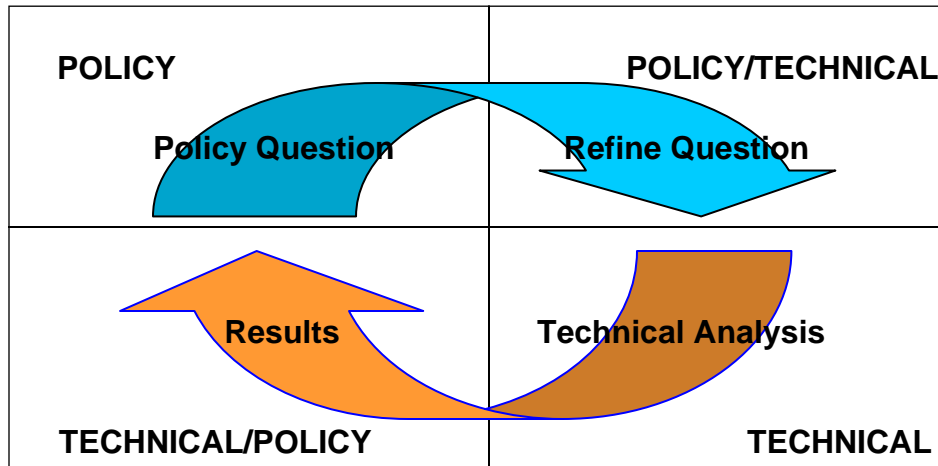 POLICY
POLICY/TECHNICAL
Policy Question
Refine Question
Results
Technical Analysis
TECHNICAL/POLICY
TECHNICAL